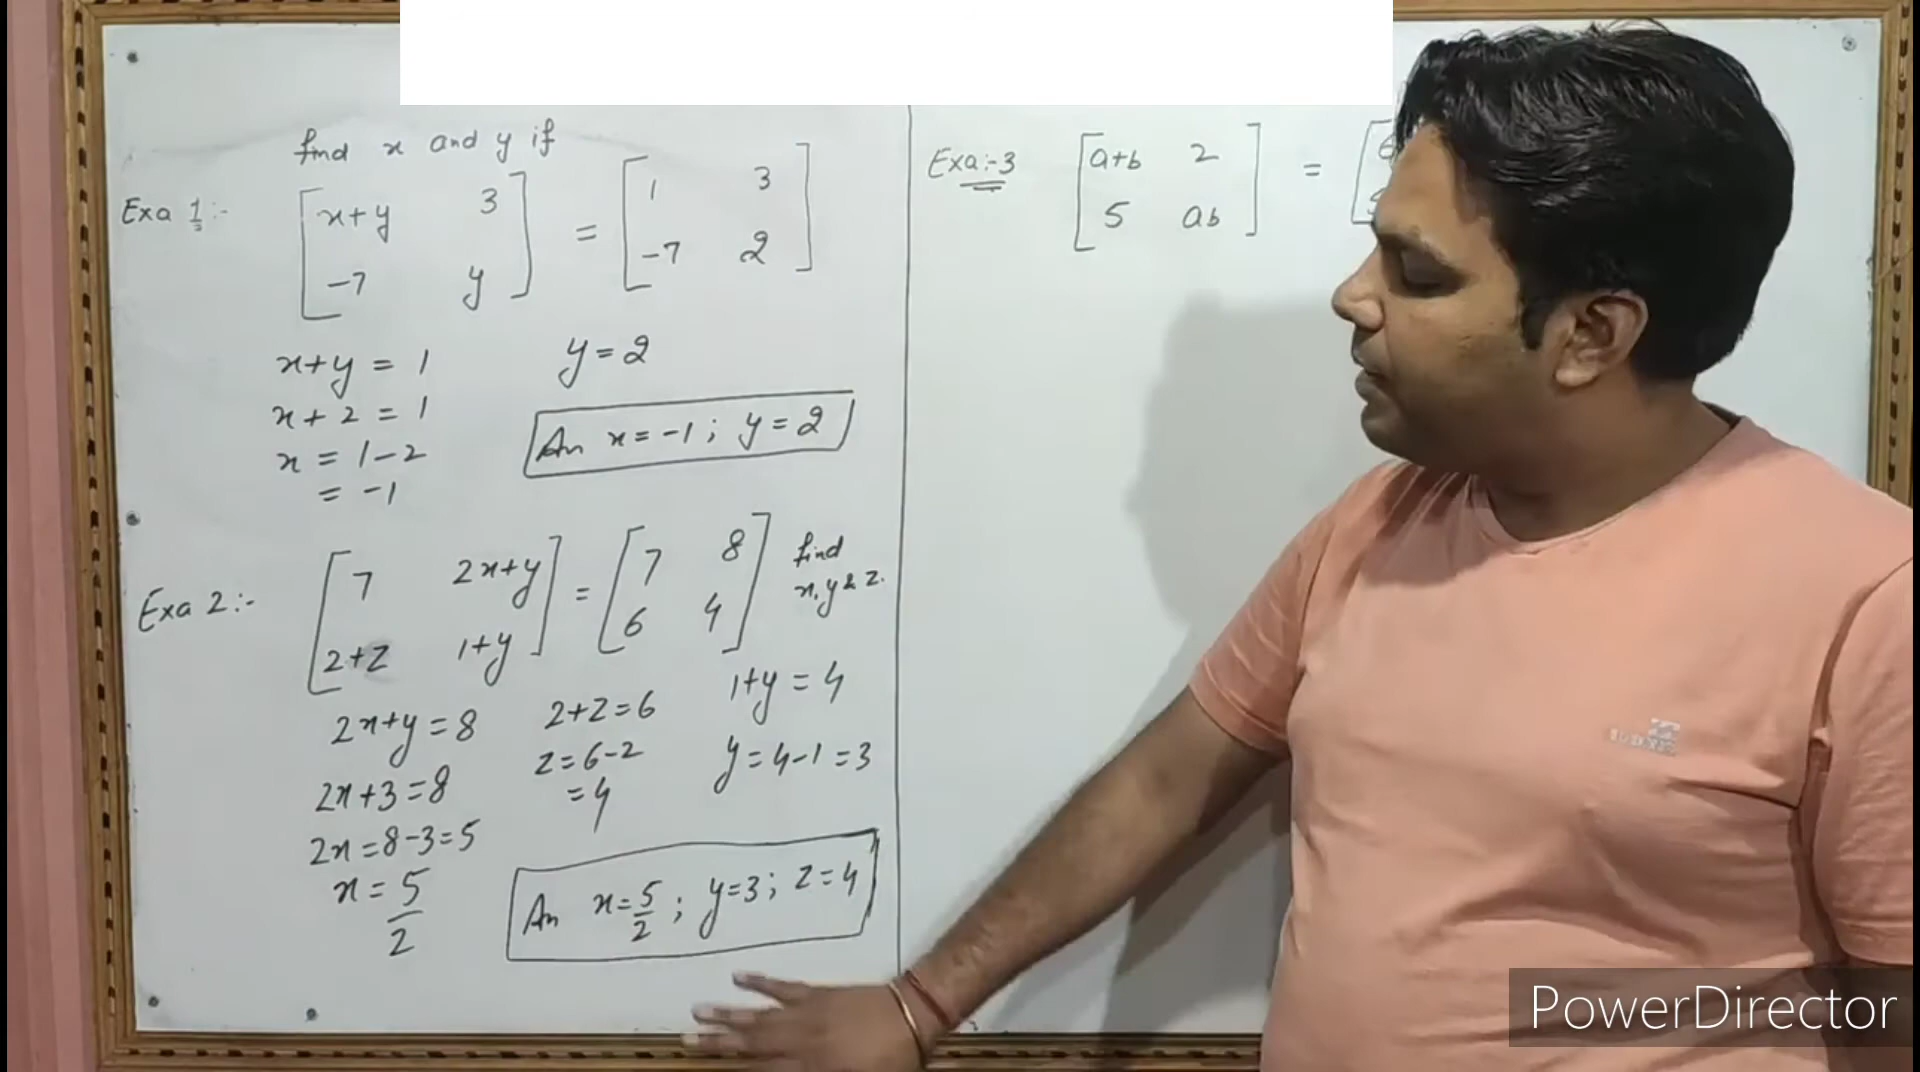 find x and y if
Exa 1:- [x+y 3 = [1 3]
-7 y] -7 2
x+y = 1 y=2
x+2 = 1
An x=-1; y=2
x = 1-2
= -1
Exa 2:- [7 2x+y] = [7 8] find
x,y & z.
2+z 1+y 6 4
2x+y=8 2+z=6 1+y=4
2x+3=8 z=6-2 y=4-1=3
=4
2x=8-3=5
x=5/2
An x=5/2; y=3; z=4
Exa:-3 [a+b 2] = [6
5 ab] 5
PowerDirector